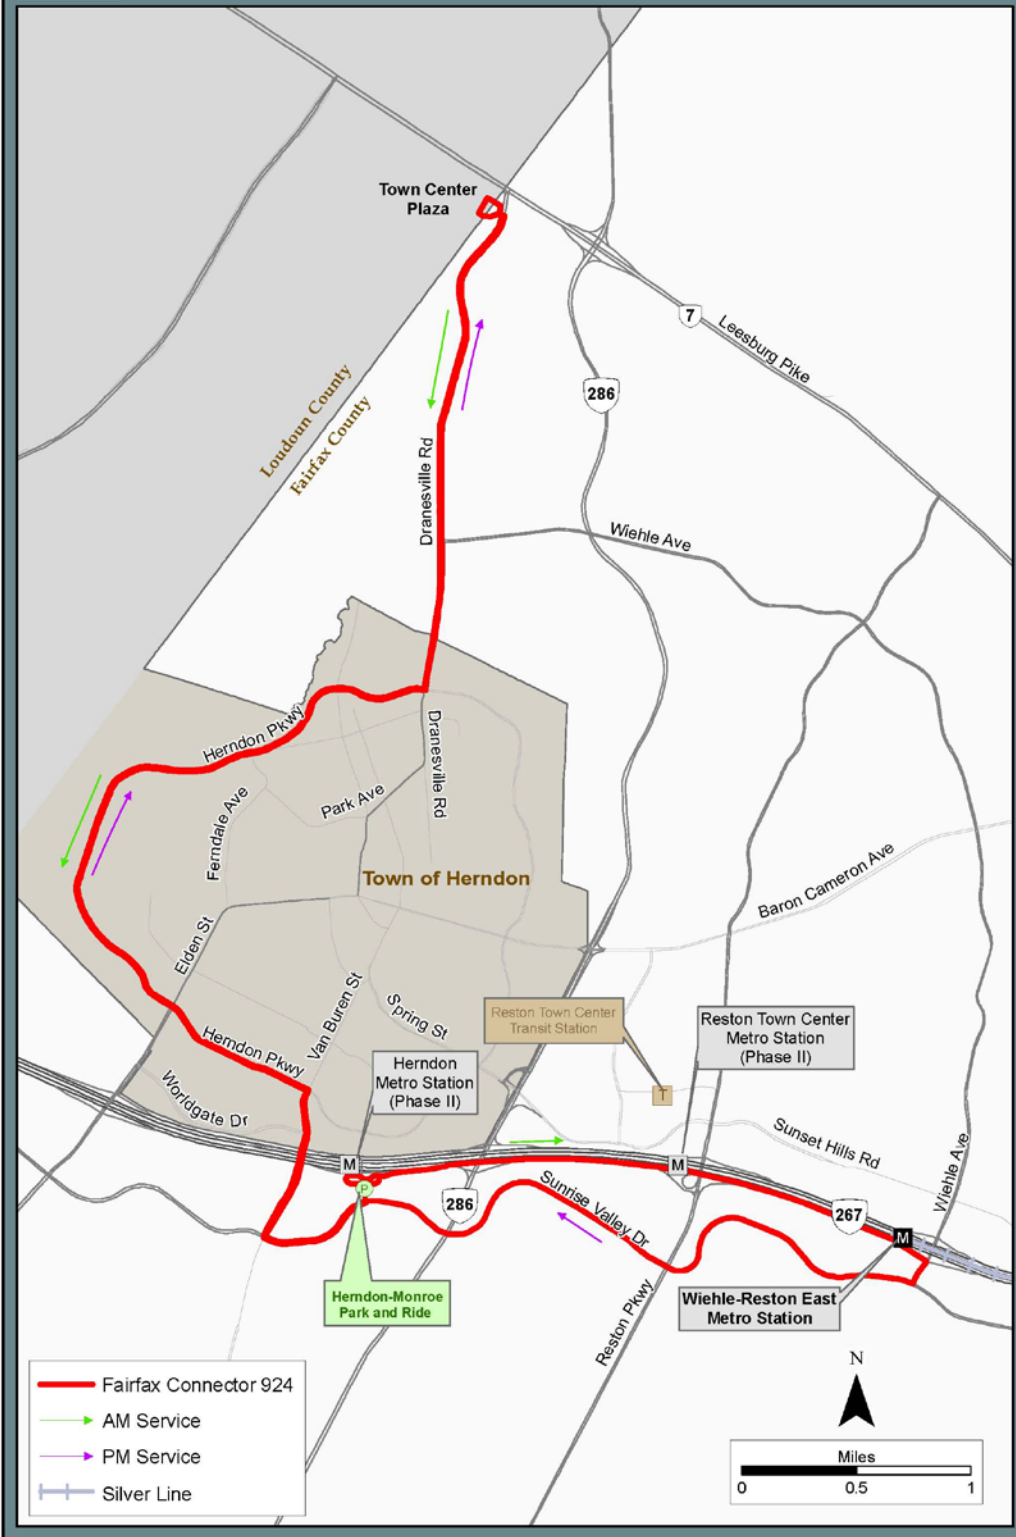 Town Center
Plaza
7
Leesburg Pike
286
Loudoun County
Fairfax County
Dranesville Rd
Wiehle Ave
Herndon Pkwy
Dranesville Rd
Park Ave
Ferndale Ave
Town of Herndon
Baron Cameron Ave
Elden St
Van Buren St
Spring St
Reston Town Center
Transit Station
Reston Town Center
Metro Station
(Phase II)
Herndon Pkwy
Herndon
Metro Station
(Phase II)
Worldgate Dr
T
Sunset Hills Rd
Wiehle Ave
M
M
P
286
Sunrise Valley Dr
267
M
Herndon-Monroe
Park and Ride
Wiehle-Reston East
Metro Station
Reston Pkwy
N
Fairfax Connector 924
AM Service
PM Service
Silver Line
Miles
0 0.5 1